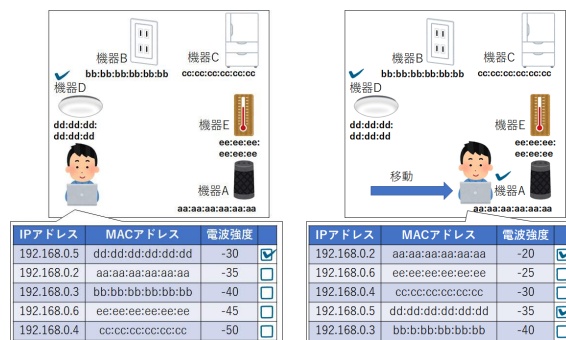 機器B
機器C
bb:bb:bb:bb:bb:bb
cc:cc:cc:cc:cc:cc
機器D
dd:dd:dd:
dd:dd:dd
機器E
ee:ee:ee:
ee:ee:ee
機器A
aa:aa:aa:aa:aa:aa
IPアドレス MACアドレス 電波強度
192.168.0.5 dd:dd:dd:dd:dd:dd -30
192.168.0.2 aa:aa:aa:aa:aa:aa -35
192.168.0.3 bb:bb:bb:bb:bb:bb -40
192.168.0.6 ee:ee:ee:ee:ee:ee -45
192.168.0.4 cc:cc:cc:cc:cc:cc -50
機器B
機器C
bb:bb:bb:bb:bb:bb
cc:cc:cc:cc:cc:cc
機器D
dd:dd:dd:
dd:dd:dd
機器E
ee:ee:ee:
ee:ee:ee
移動
機器A
aa:aa:aa:aa:aa:aa
IPアドレス MACアドレス 電波強度
192.168.0.2 aa:aa:aa:aa:aa:aa -20
192.168.0.6 ee:ee:ee:ee:ee:ee -25
192.168.0.4 cc:cc:cc:cc:cc:cc -30
192.168.0.5 dd:dd:dd:dd:dd:dd -35
192.168.0.3 bb:b:bb:bb:bb:bb -40